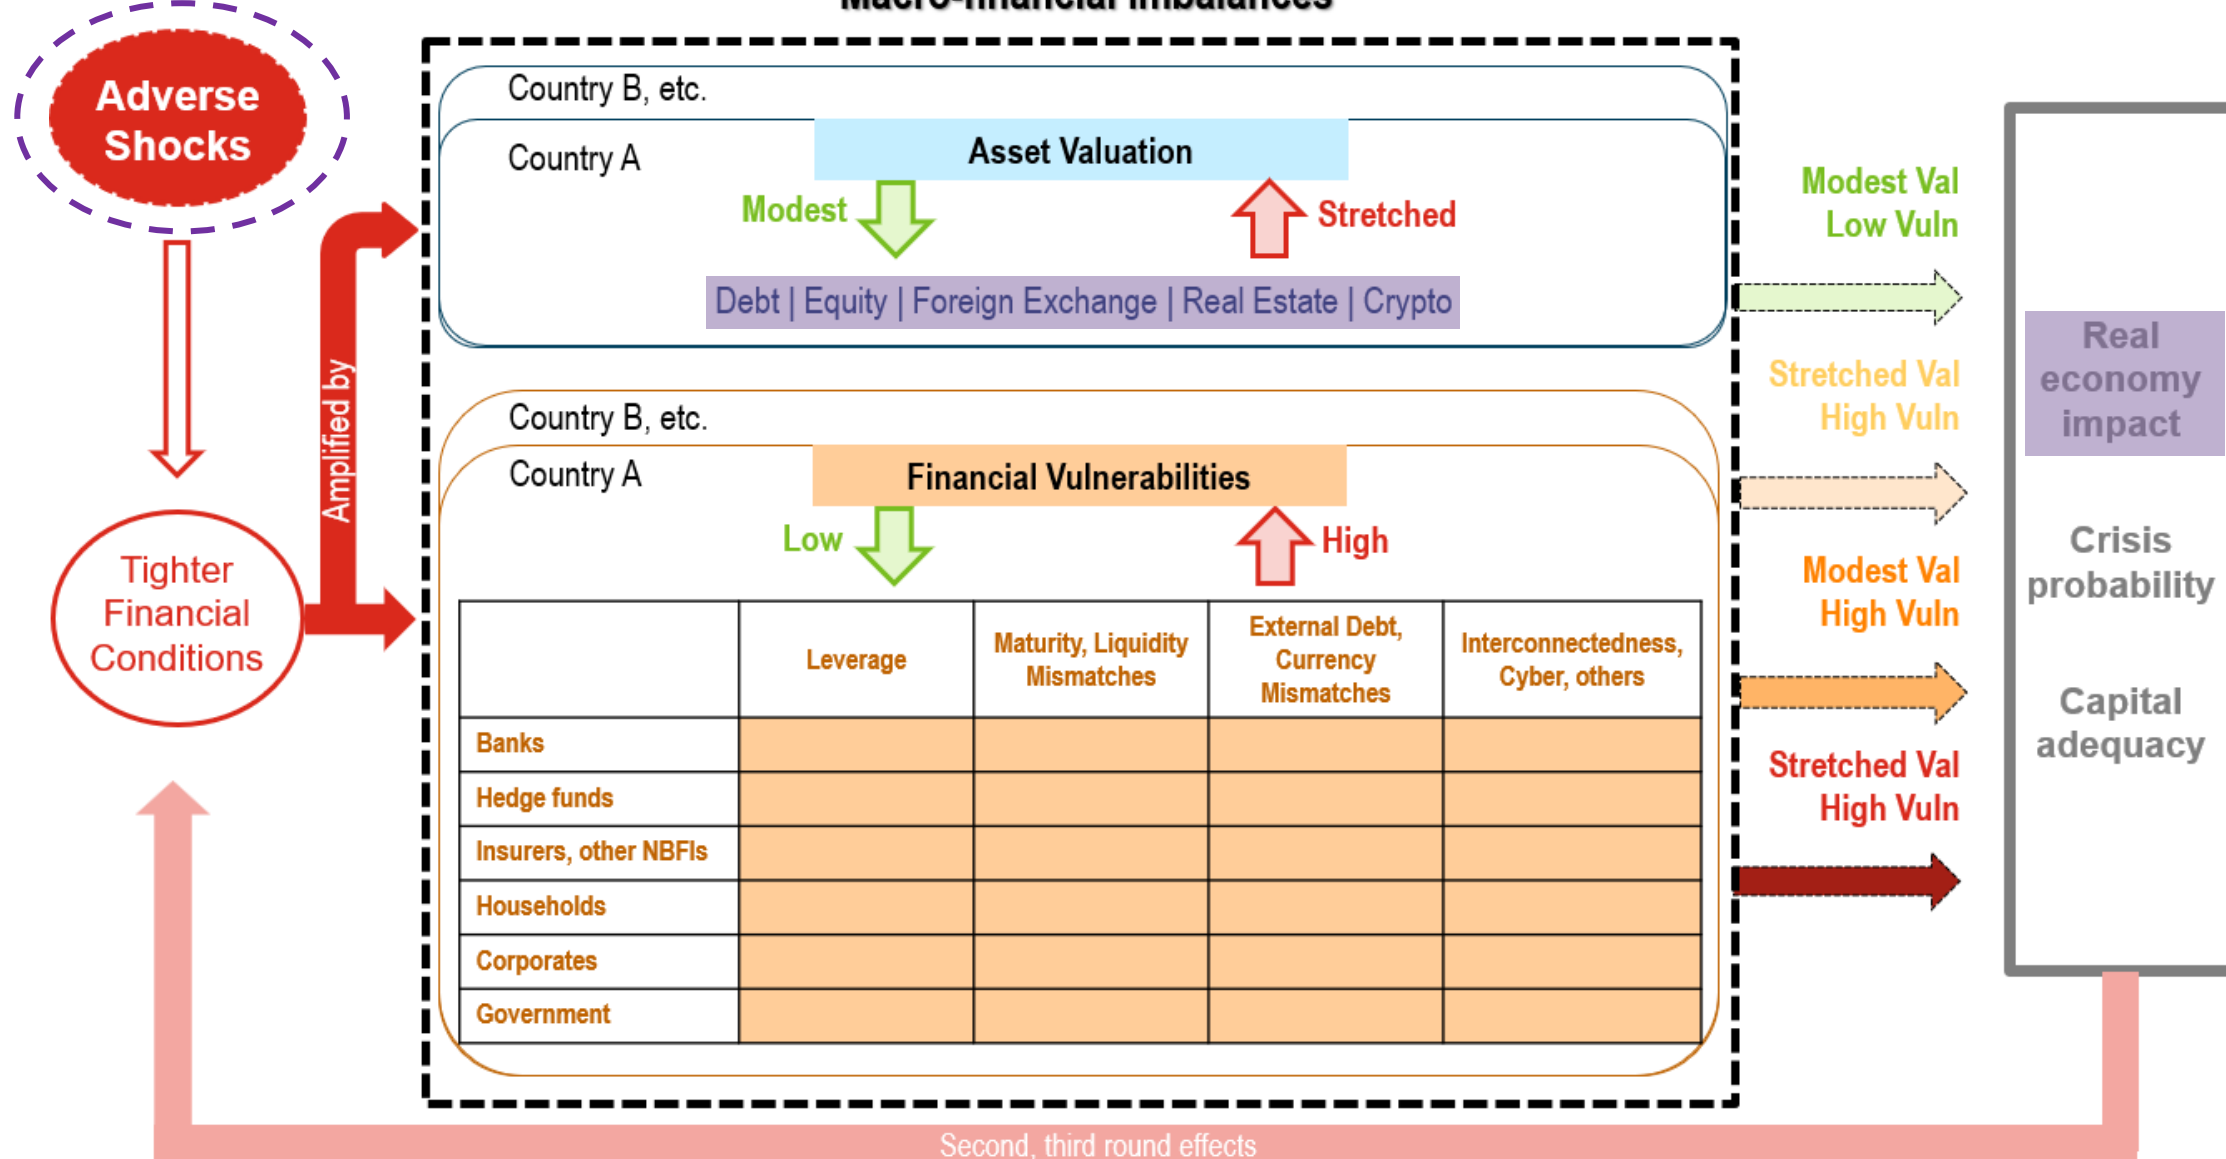 Macro-financial imbalances
Adverse
Shocks
Tighter
Financial
Conditions
Amplified by
Country B, etc.
Country A
Asset Valuation
Modest
Stretched
Debt | Equity | Foreign Exchange | Real Estate | Crypto
Country B, etc.
Country A
Financial Vulnerabilities
Low
High
Leverage
Maturity, Liquidity
Mismatches
External Debt,
Currency
Mismatches
Interconnectedness,
Cyber, others
Banks
Hedge funds
Insurers, other NBFIs
Households
Corporates
Government
Modest Val
Low Vuln
Stretched Val
High Vuln
Modest Val
High Vuln
Stretched Val
High Vuln
Real
economy
impact
Crisis
probability
Capital
adequacy
Second, third round effects